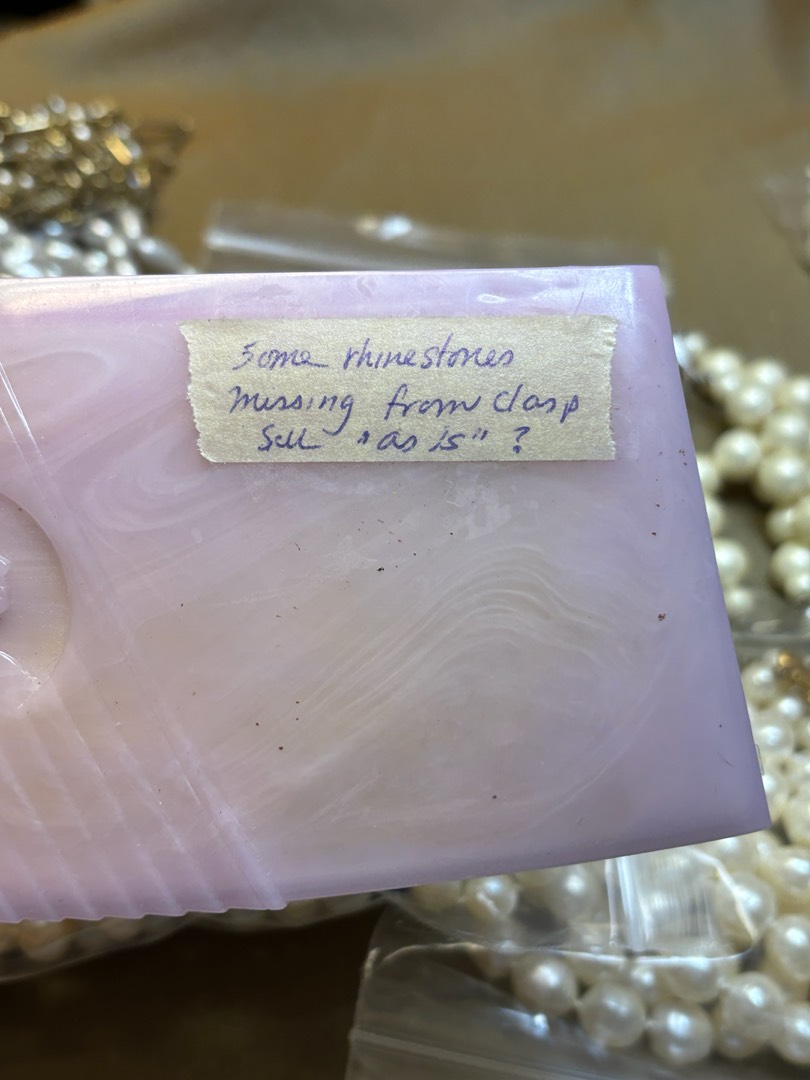 Some rhinestones
missing from clasp
Sell "as is" ?